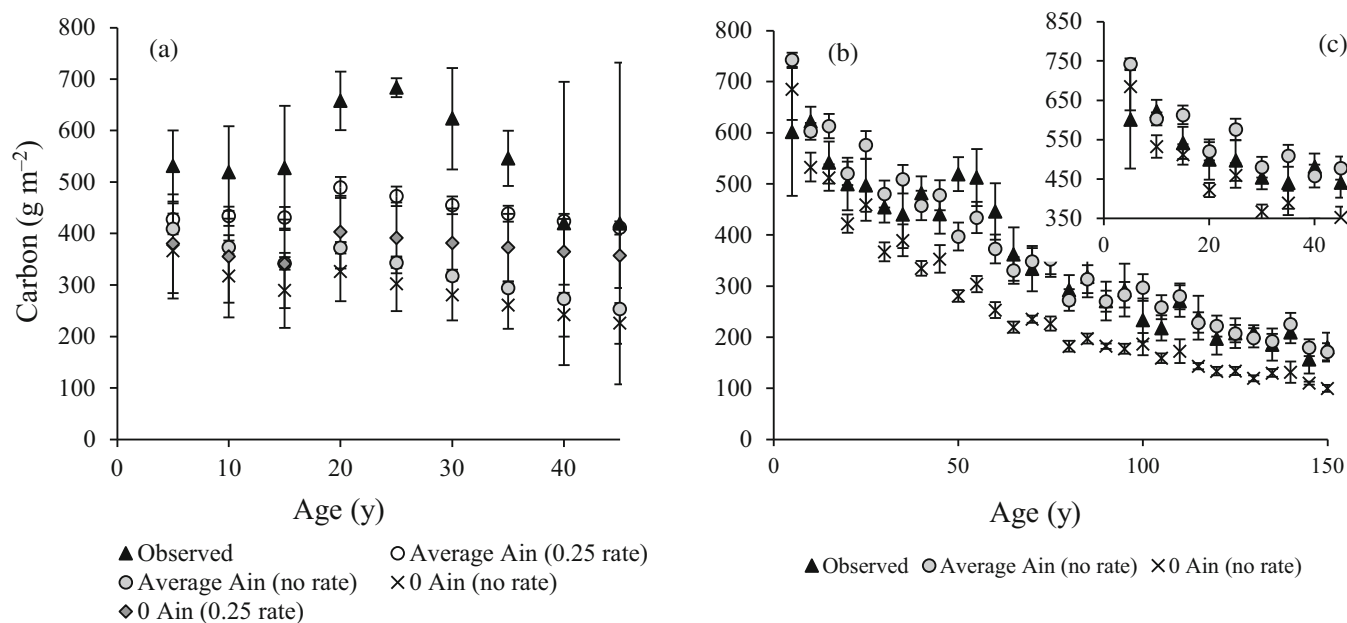 (a)
800
700
600
500
400
300
200
100
0
Carbon (g m⁻²)
0 10 20 30 40
Age (y)
▲ Observed
Average Ain (0.25 rate)
Average Ain (no rate)
0 Ain (no rate)
0 Ain (0.25 rate)
(b)
800
700
600
500
400
300
200
100
0
0 50 100 150
Age (y)
Observed Average Ain (no rate) 0 Ain (no rate)
(c)
850
750
650
550
450
350
0 20 40